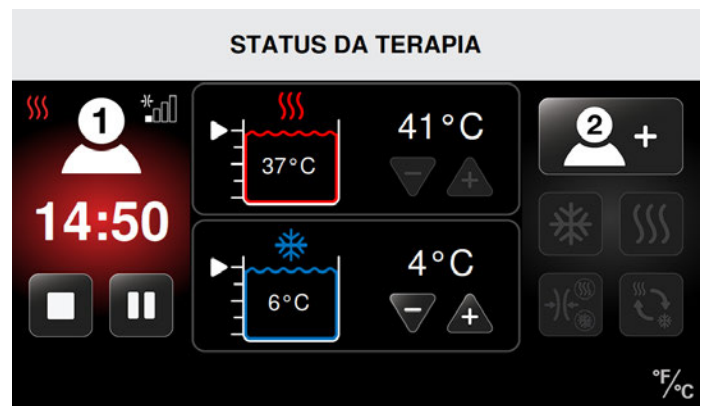 STATUS DA TERAPIA
1
14:50
37°C
41°C
6°C
4°C
2 +
°F/°C